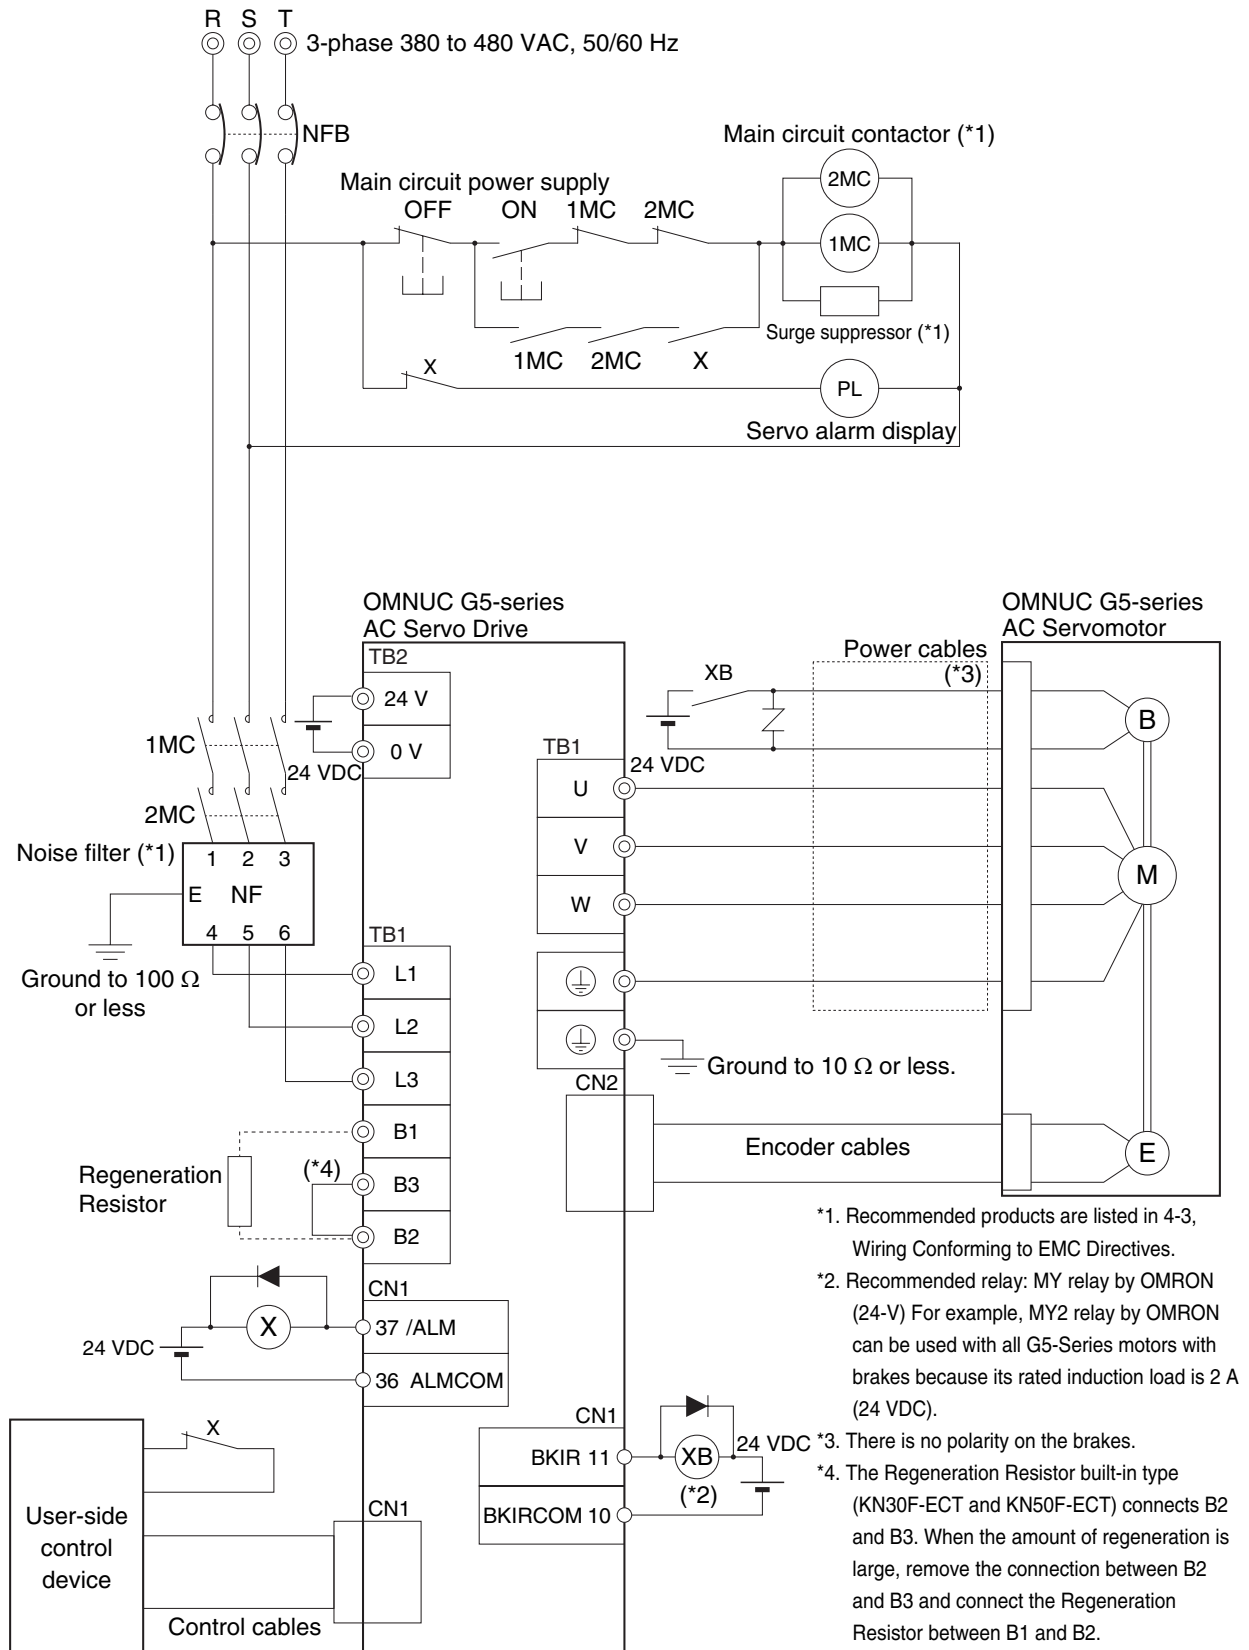 R S T
3-phase 380 to 480 VAC, 50/60 Hz
NFB
Main circuit contactor (*1)
2MC
Main circuit power supply
OFF ON 1MC 2MC
1MC
Surge suppressor (*1)
1MC 2MC X
X
PL
Servo alarm display
OMNUC G5-series
AC Servo Drive
OMNUC G5-series
AC Servomotor
TB2
24 V
0 V
24 VDC
Power cables
(*3)
XB
24 VDC
B
1MC
2MC
Noise filter (*1)
1 2 3
E NF
4 5 6
Ground to 100 Ω
or less
TB1
U
V
W
M
TB1
L1
L2
L3
B1
B3
B2
Ground to 10 Ω or less.
CN2
Encoder cables
E
Regeneration
Resistor
(*4)
CN1
X
37 /ALM
24 VDC
36 ALMCOM
CN1
BKIR 11
XB
24 VDC
(*2)
BKIRCOM 10
X
User-side
control
device
CN1
Control cables
*1. Recommended products are listed in 4-3,
Wiring Conforming to EMC Directives.
*2. Recommended relay: MY relay by OMRON
(24-V) For example, MY2 relay by OMRON
can be used with all G5-Series motors with
brakes because its rated induction load is 2 A
(24 VDC).
*3. There is no polarity on the brakes.
*4. The Regeneration Resistor built-in type
(KN30F-ECT and KN50F-ECT) connects B2
and B3. When the amount of regeneration is
large, remove the connection between B2
and B3 and connect the Regeneration
Resistor between B1 and B2.